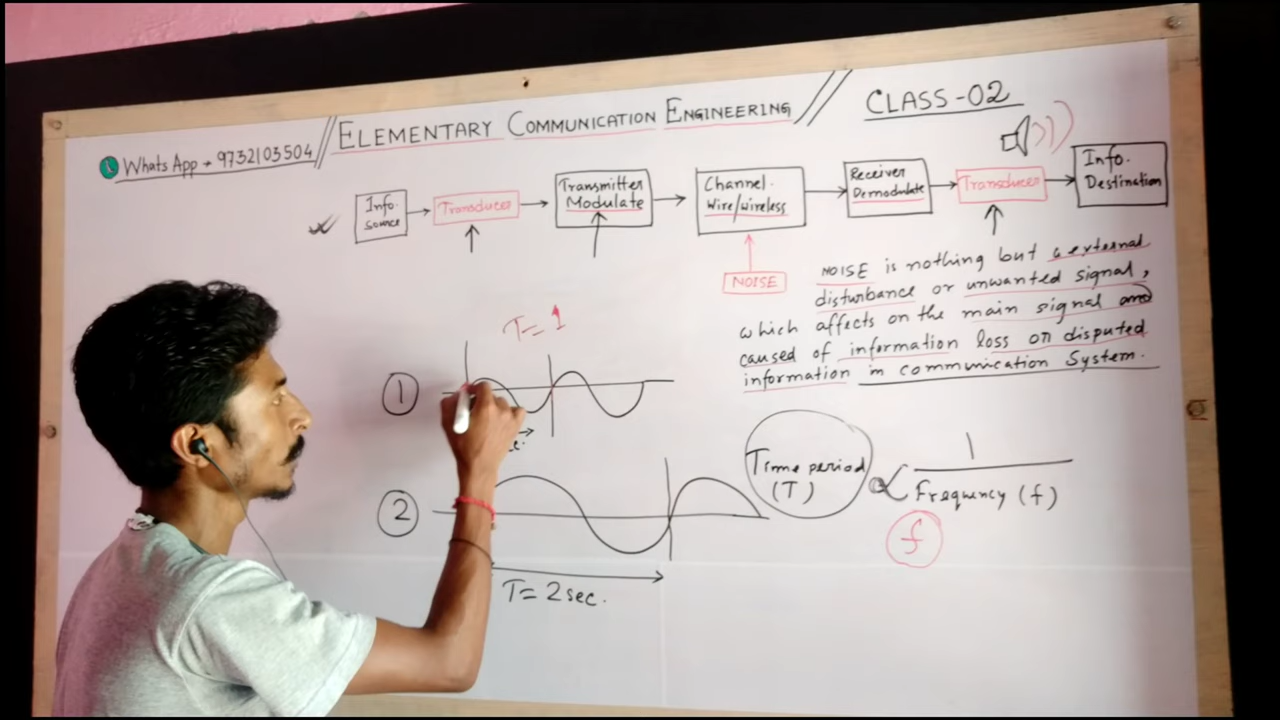 WhatsApp → 9732103504 // ELEMENTARY COMMUNICATION ENGINEERING // CLASS-02
Info.
source
Transducer
Transmitter
Modulate
Channel.
Wire/wireless
Receiver
Demodulate
Transducer
Info.
Destination
NOISE
NOISE is nothing but a external
disturbance or unwanted signal,
which affects on the main signal and
caused of information loss or disputed
information in communication System.
T= 1
1
2
T= 2 sec.
Time period
(T)
∝
1
Frequency (f)
f